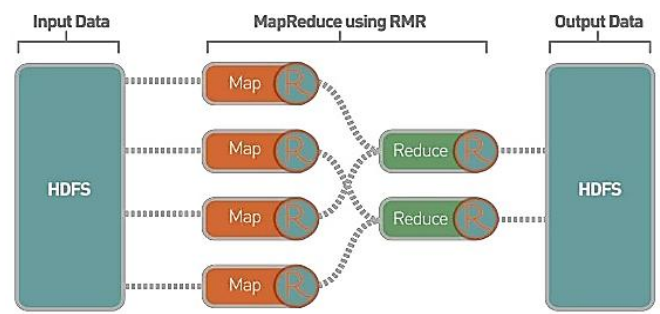 Input Data
MapReduce using RMR
Output Data
HDFS
Map R
Map R
Map R
Map R
Reduce R
Reduce R
HDFS